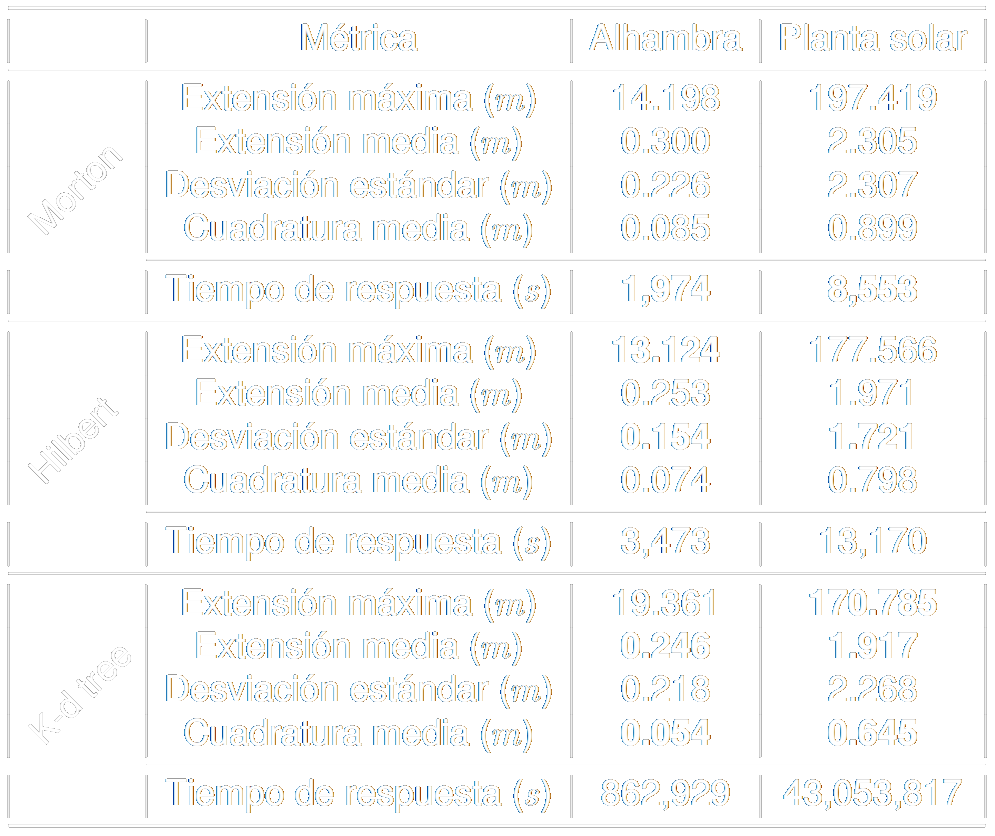 Métrica Alhambra Planta solar
Morton
Extensión máxima (m) 14.198 197.419
Extensión media (m) 0.300 2.305
Desviación estándar (m) 0.226 2.307
Cuadratura media (m) 0.085 0.899
Tiempo de respuesta (s) 1,974 8,553
Hilbert
Extensión máxima (m) 13.124 177.566
Extensión media (m) 0.253 1.971
Desviación estándar (m) 0.154 1.721
Cuadratura media (m) 0.074 0.798
Tiempo de respuesta (s) 3,473 13,170
K-d tree
Extensión máxima (m) 19.361 170.785
Extensión media (m) 0.246 1.917
Desviación estándar (m) 0.218 2.268
Cuadratura media (m) 0.054 0.645
Tiempo de respuesta (s) 862,929 43,053,817